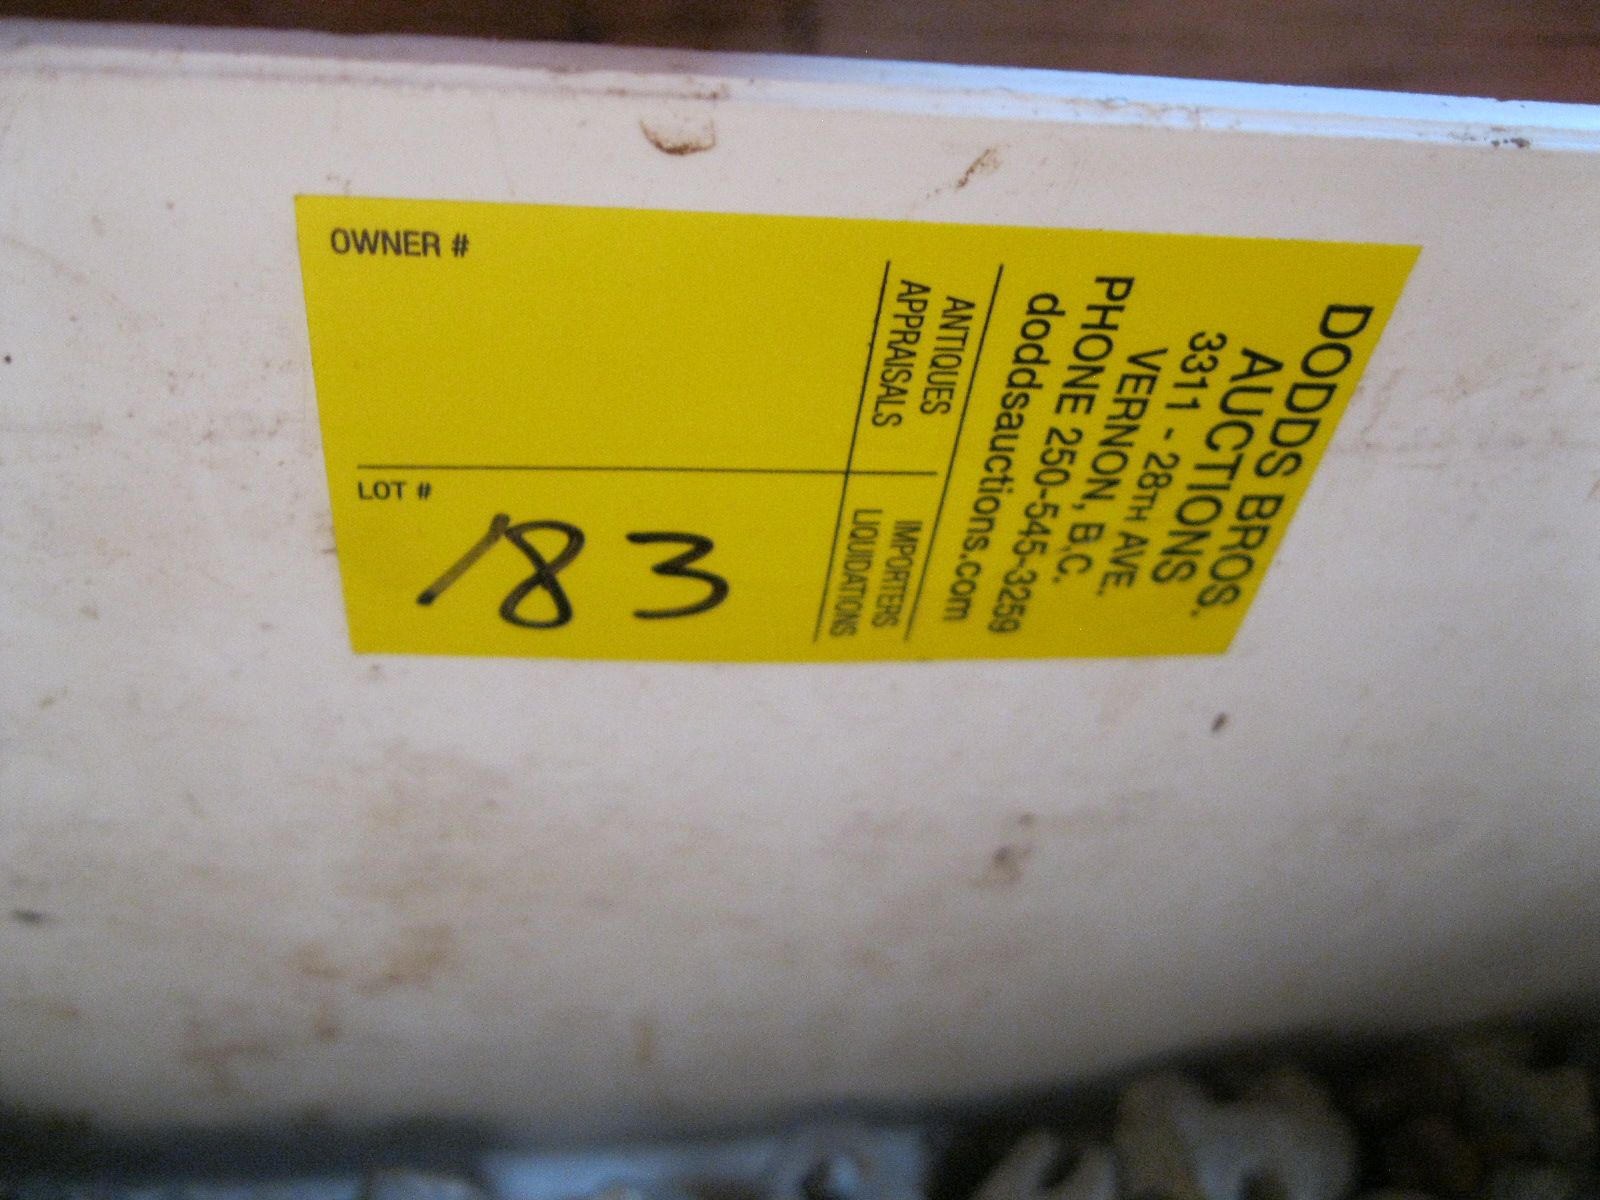 DODDS BROS.
AUCTIONS
3311 - 28TH AVE.
VERNON, B.C.
PHONE 250-545-3259
doddsauctions.com
ANTIQUES
APPRAISALS
IMPORTERS
LIQUIDATIONS
OWNER #
LOT #
183